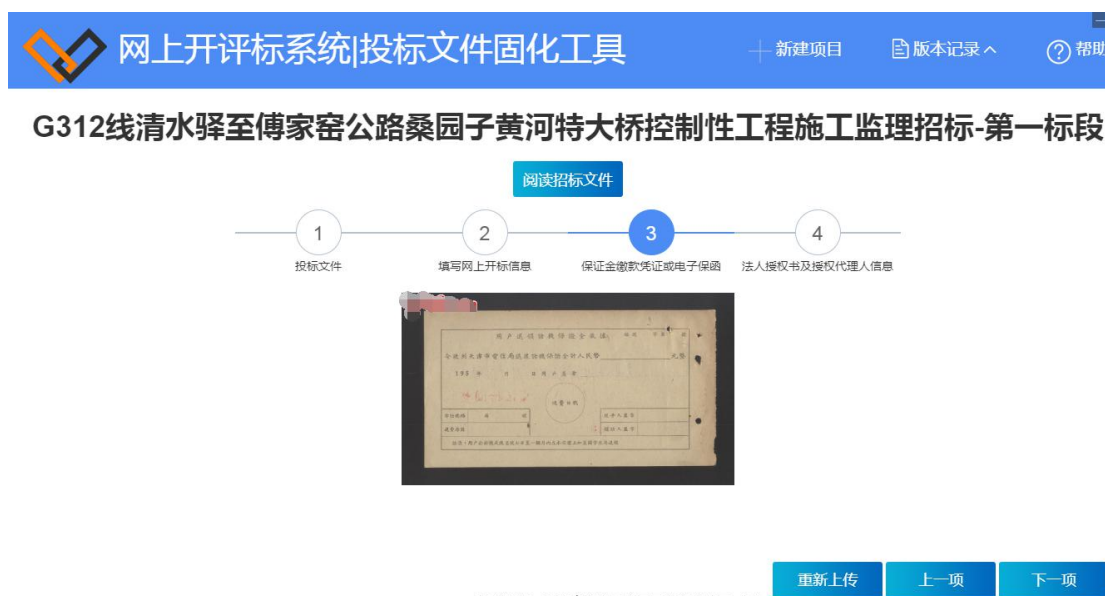 网上开评标系统|投标文件固化工具
新建项目
版本记录
帮助
G312线清水驿至傅家窑公路桑园子黄河特大桥控制性工程施工监理招标-第一标段
阅读招标文件
1
2
3
4
投标文件
填写网上开标信息
保证金缴款凭证或电子保函
法人授权书及授权代理人信息
重新上传
上一项
下一项